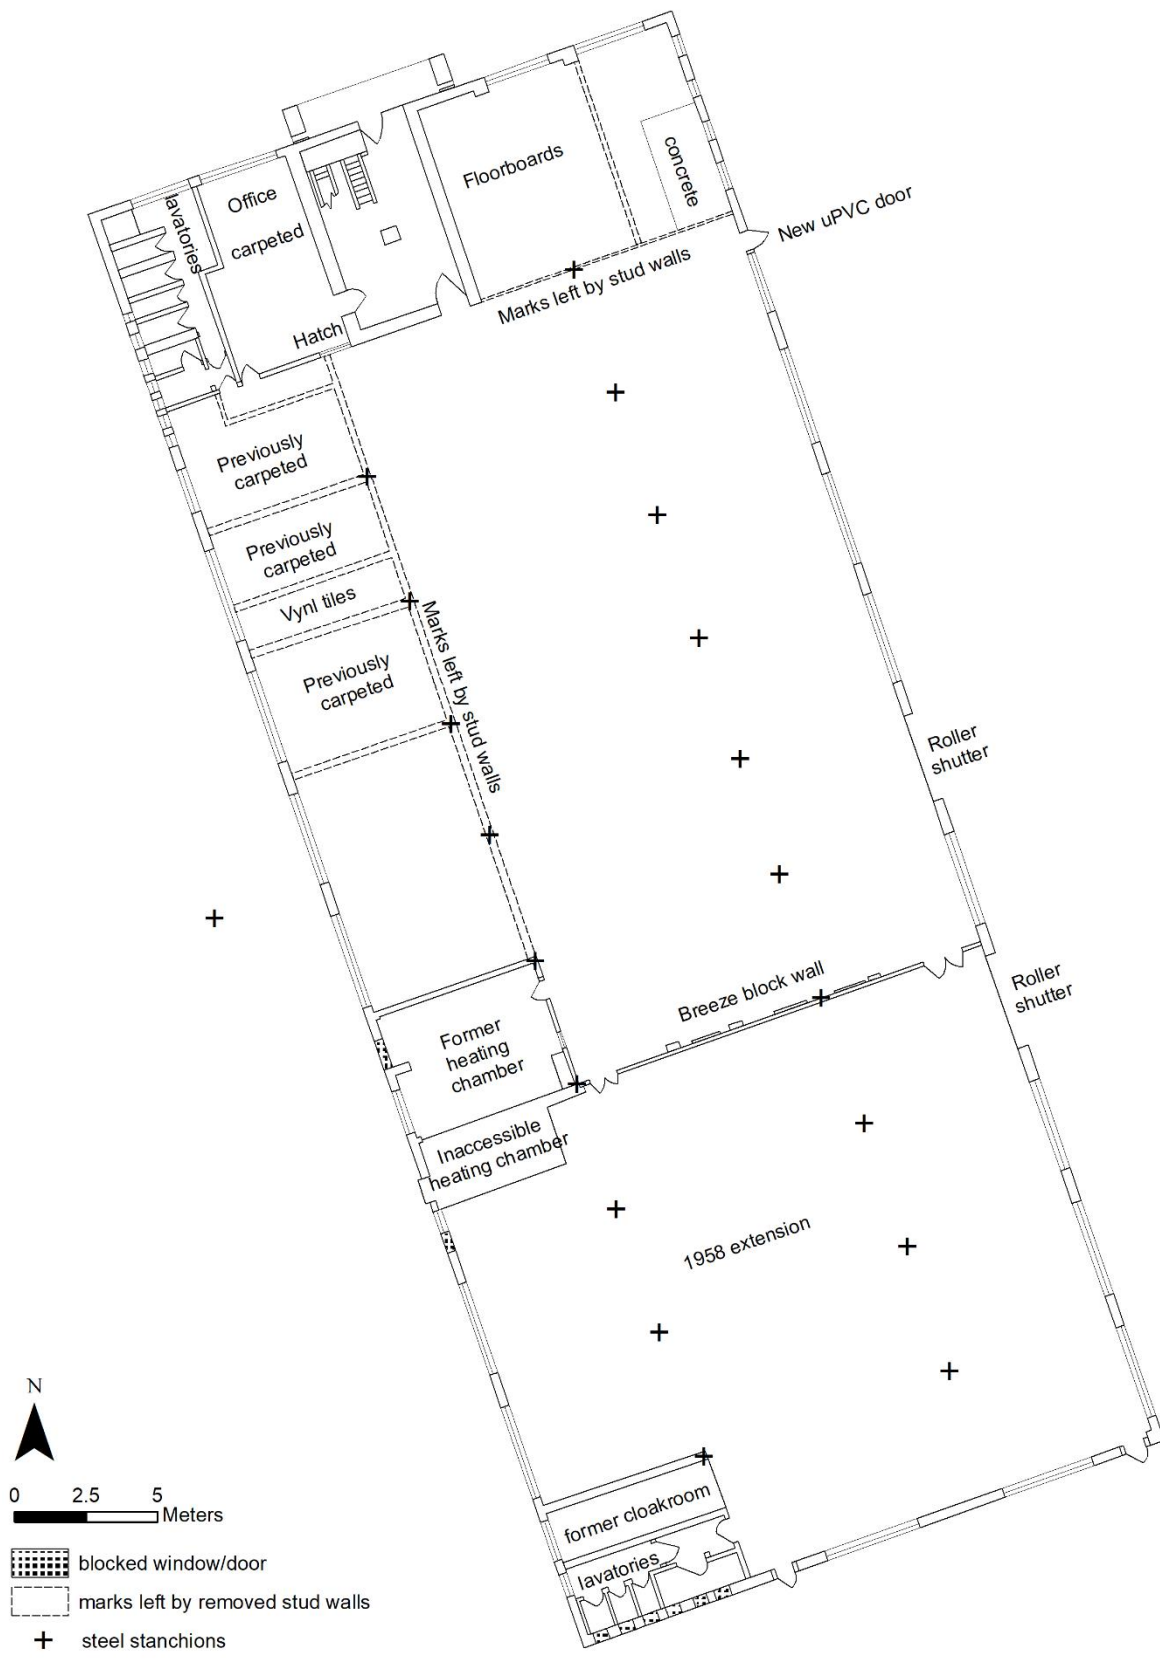 lavatories
Office
carpeted
Hatch
Floorboards
concrete
New uPVC door
Marks left by stud walls
Previously
carpeted
Previously
carpeted
Vynl tiles
Previously
carpeted
Marks left by stud walls
Roller
shutter
Roller
shutter
Breeze block wall
Former
heating
chamber
Inaccessible
heating chamber
1958 extension
former cloakroom
lavatories
N
0 2.5 5
Meters
blocked window/door
marks left by removed stud walls
steel stanchions